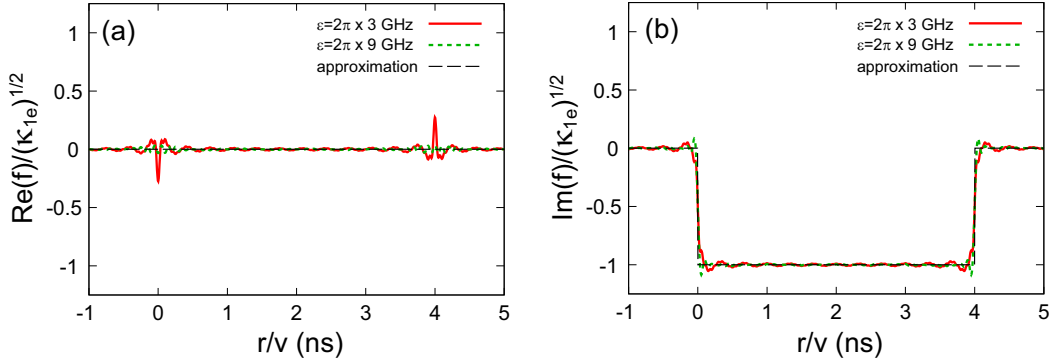 (a)
ε=2π x 3 GHz
ε=2π x 9 GHz
approximation
Re(f)/(κ1e)1/2
1
0.5
0
-0.5
-1
-1 0 1 2 3 4 5
r/v (ns)
(b)
ε=2π x 3 GHz
ε=2π x 9 GHz
approximation
Im(f)/(κ1e)1/2
1
0.5
0
-0.5
-1
-1 0 1 2 3 4 5
r/v (ns)